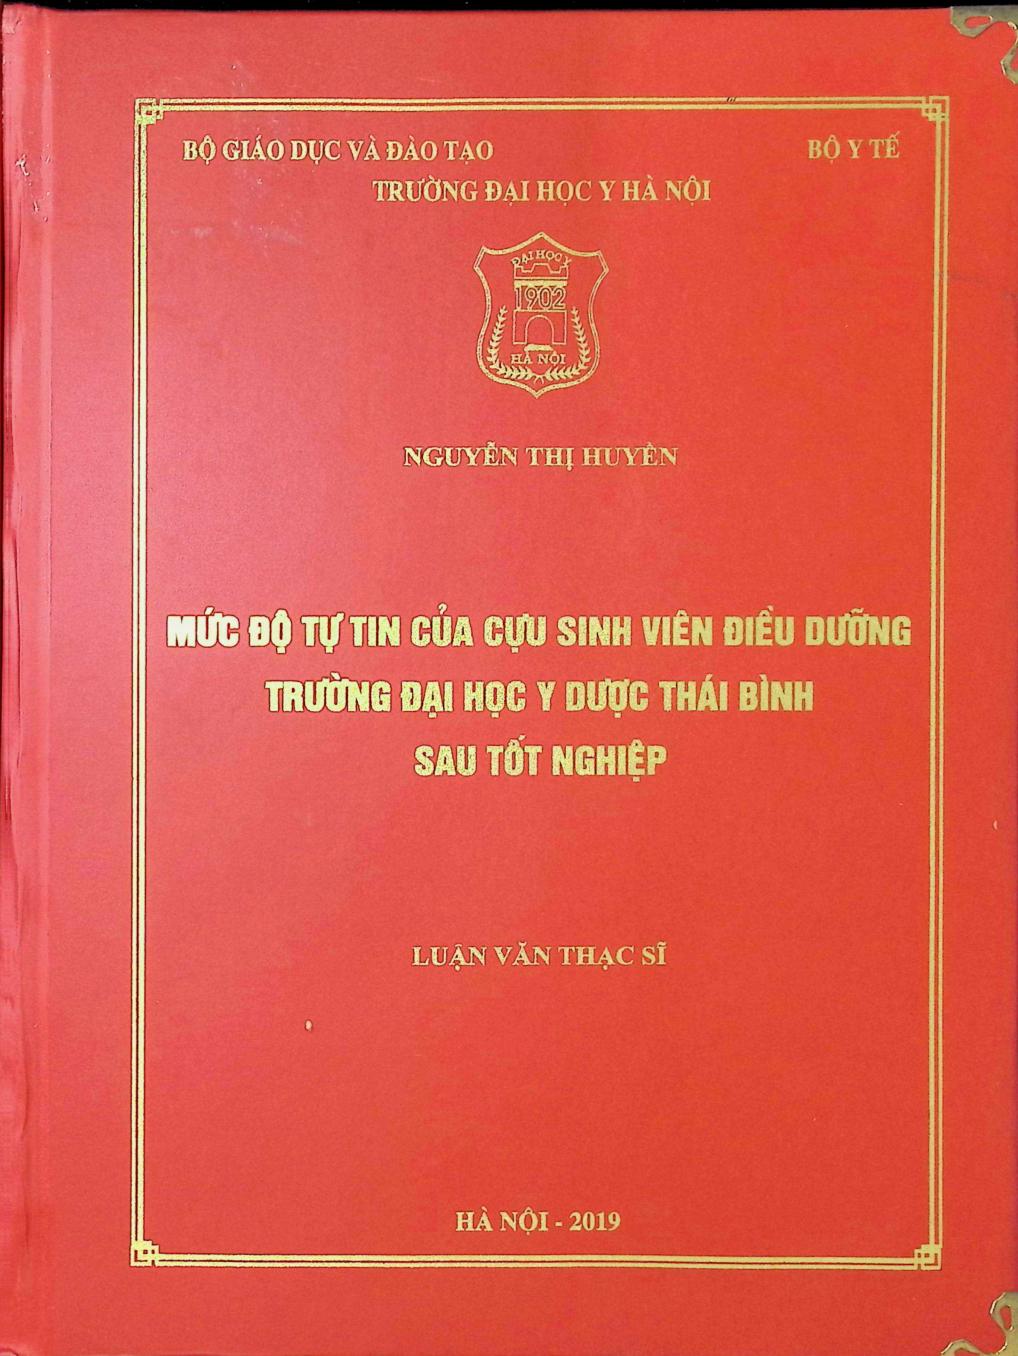 BỘ GIÁO DỤC VÀ ĐÀO TẠO BỘ Y TẾ
TRƯỜNG ĐẠI HỌC Y HÀ NỘI
ĐẠI HỌC Y
1902
HÀ NỘI
NGUYỄN THỊ HUYỀN
MỨC ĐỘ TỰ TIN CỦA CỰU SINH VIÊN ĐIỀU DƯỠNG
TRƯỜNG ĐẠI HỌC Y DƯỢC THÁI BÌNH
SAU TỐT NGHIỆP
LUẬN VĂN THẠC SĨ
HÀ NỘI - 2019